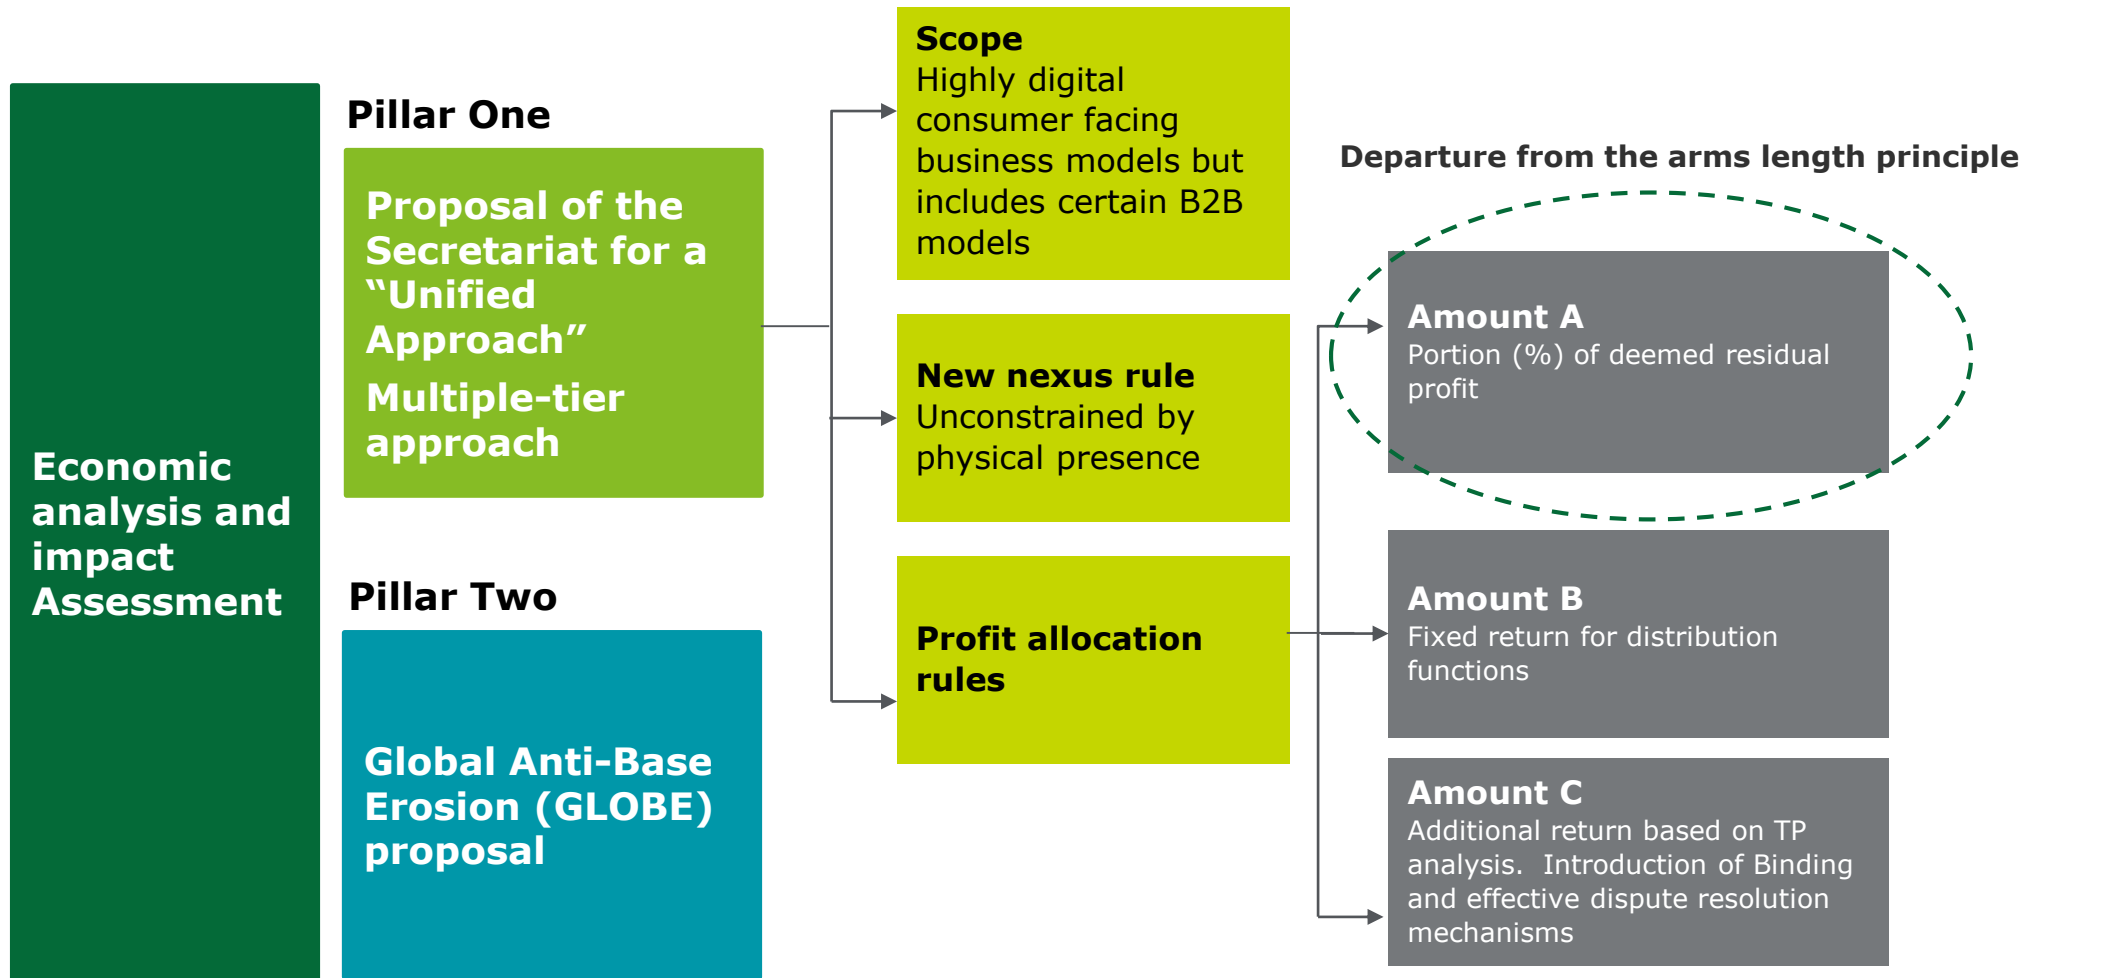 Economic
analysis and
impact
Assessment
Pillar One
Proposal of the
Secretariat for a
“Unified
Approach”
Multiple-tier
approach
Pillar Two
Global Anti-Base
Erosion (GLOBE)
proposal
Scope
Highly digital
consumer facing
business models but
includes certain B2B
models
New nexus rule
Unconstrained by
physical presence
Profit allocation
rules
Departure from the arms length principle
Amount A
Portion (%) of deemed residual
profit
Amount B
Fixed return for distribution
functions
Amount C
Additional return based on TP
analysis.  Introduction of Binding
and effective dispute resolution
mechanisms